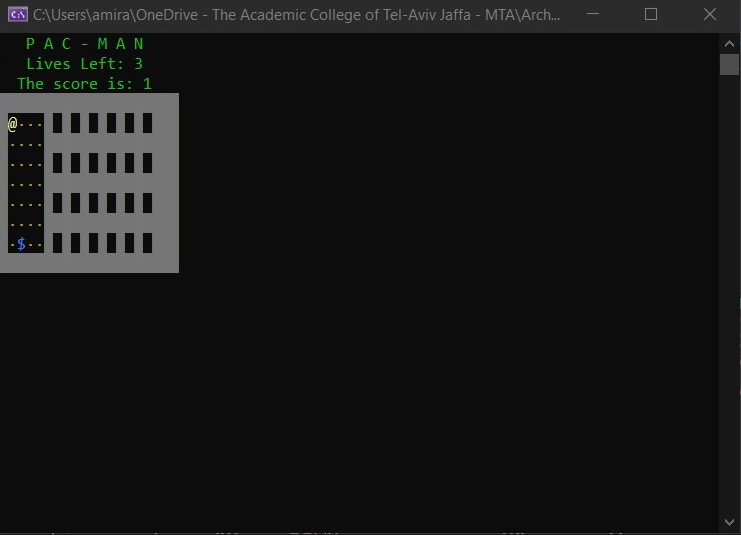 C:\Users\amira\OneDrive - The Academic College of Tel-Aviv Jaffa - MTA\Arch...
P A C - M A N
Lives Left: 3
The score is: 1
@···
····
····
····
····
····
·$··